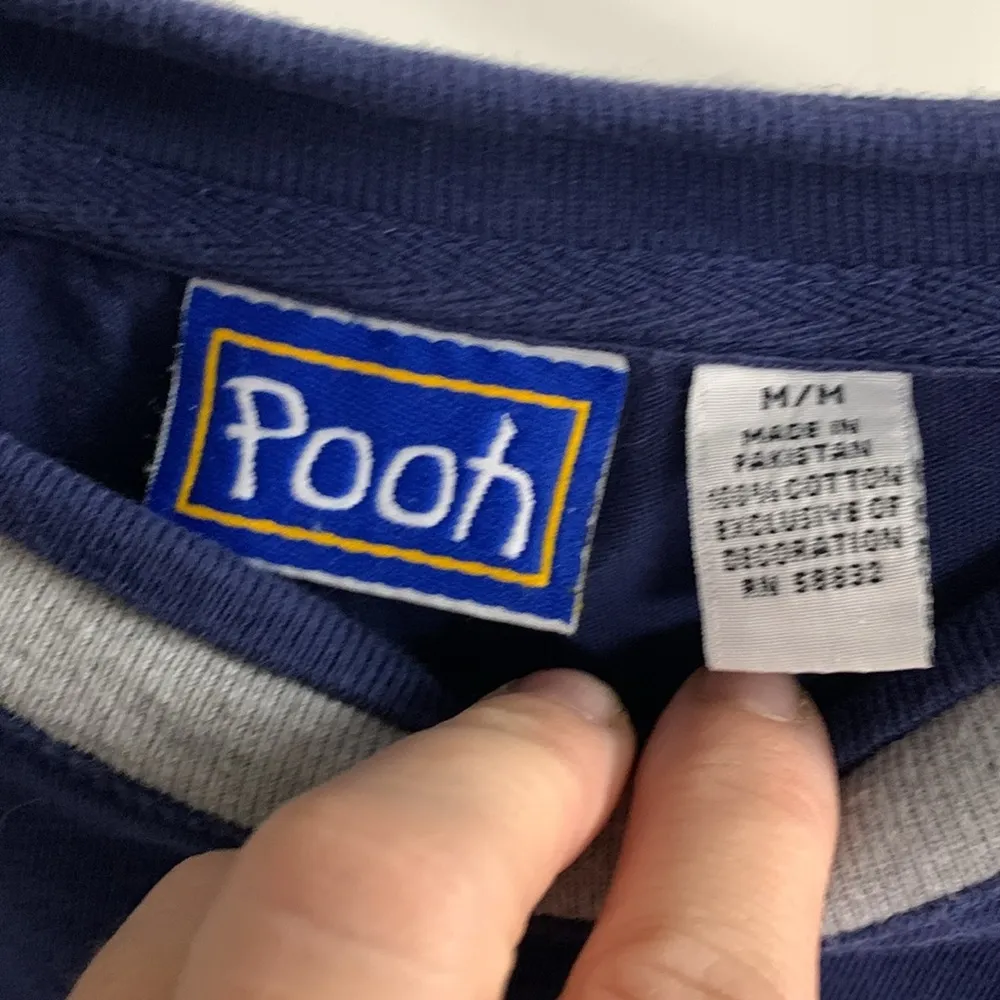 Pooh
M/M
MADE IN
PAKISTAN
100% COTTON
EXCLUSIVE OF
DECORATION
RN 58832